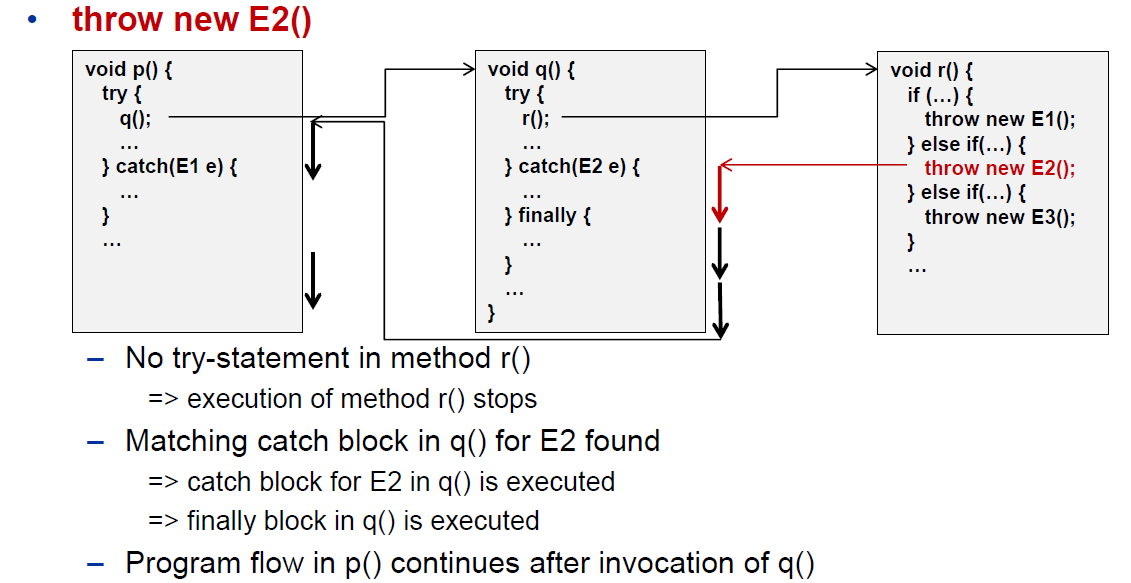 • throw new E2()
void p() {
try {
q();
...
} catch(E1 e) {
...
}
...
void q() {
try {
r();
...
} catch(E2 e) {
...
} finally {
...
}
...
}
void r() {
if (...) {
throw new E1();
} else if(...) {
throw new E2();
} else if(...) {
throw new E3();
}
...
– No try-statement in method r()
=> execution of method r() stops
– Matching catch block in q() for E2 found
=> catch block for E2 in q() is executed
=> finally block in q() is executed
– Program flow in p() continues after invocation of q()